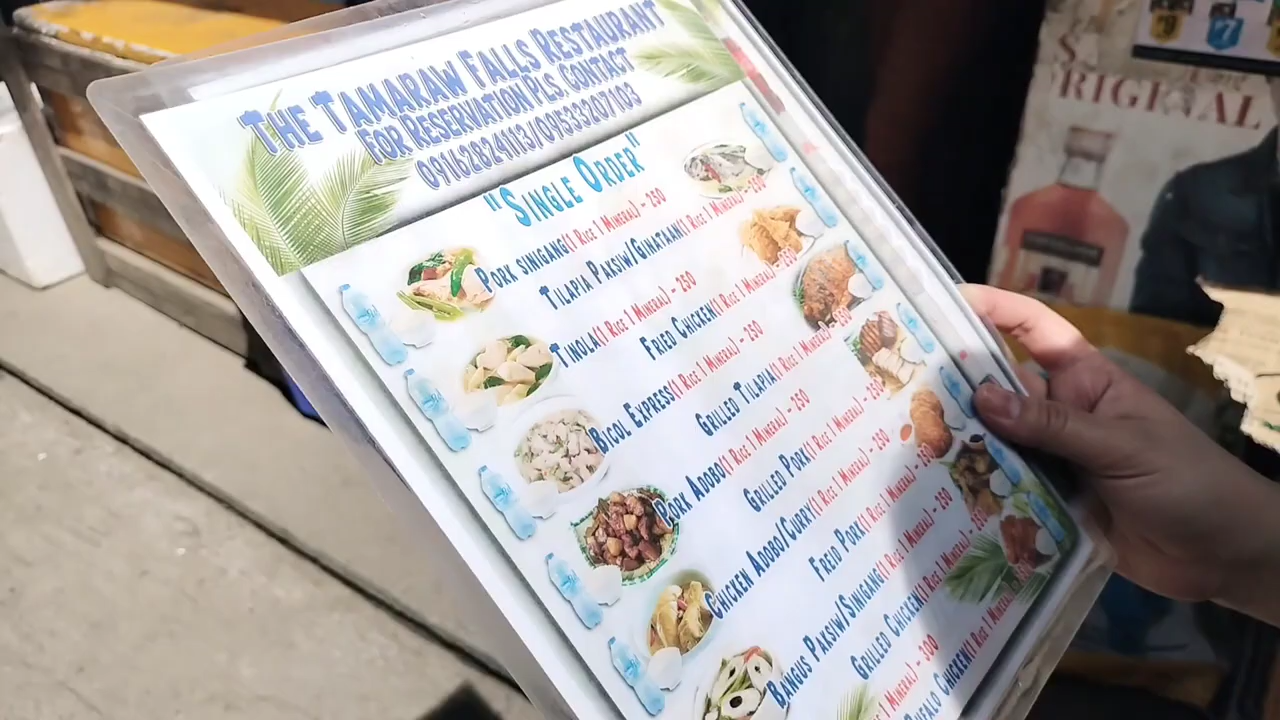 THE TAMARAW FALLS RESTAURANT
FOR RESERVATION PLS. CONTACT
09162824113/09533207103
"SINGLE ORDER"
PORK SINIGANG(1 RICE 1 MINERAL) - 250
TILAPIA PAKSIW/GINATAAN(1 RICE 1 MINERAL) - 250
TINOLA(1 RICE 1 MINERAL) - 250
FRIED CHICKEN(1 RICE 1 MINERAL) - 250
BICOL EXPRESS(1 RICE 1 MINERAL) - 250
GRILLED TILAPIA(1 RICE 1 MINERAL) - 250
PORK ADOBO(1 RICE 1 MINERAL) - 250
GRILLED PORK(1 RICE 1 MINERAL) - 250
CHICKEN ADOBO/CURRY(1 RICE 1 MINERAL) - 250
FREID PORK(1 RICE 1 MINERAL) - 250
BANGUS PAKSIW/SINIGANG(1 RICE 1 MINERAL) - 250
GRILLED CHICKEN(1 RICE 1 MINERAL) - 250
MINERAL) - 200
CHICKEN(1 RICE 1
7